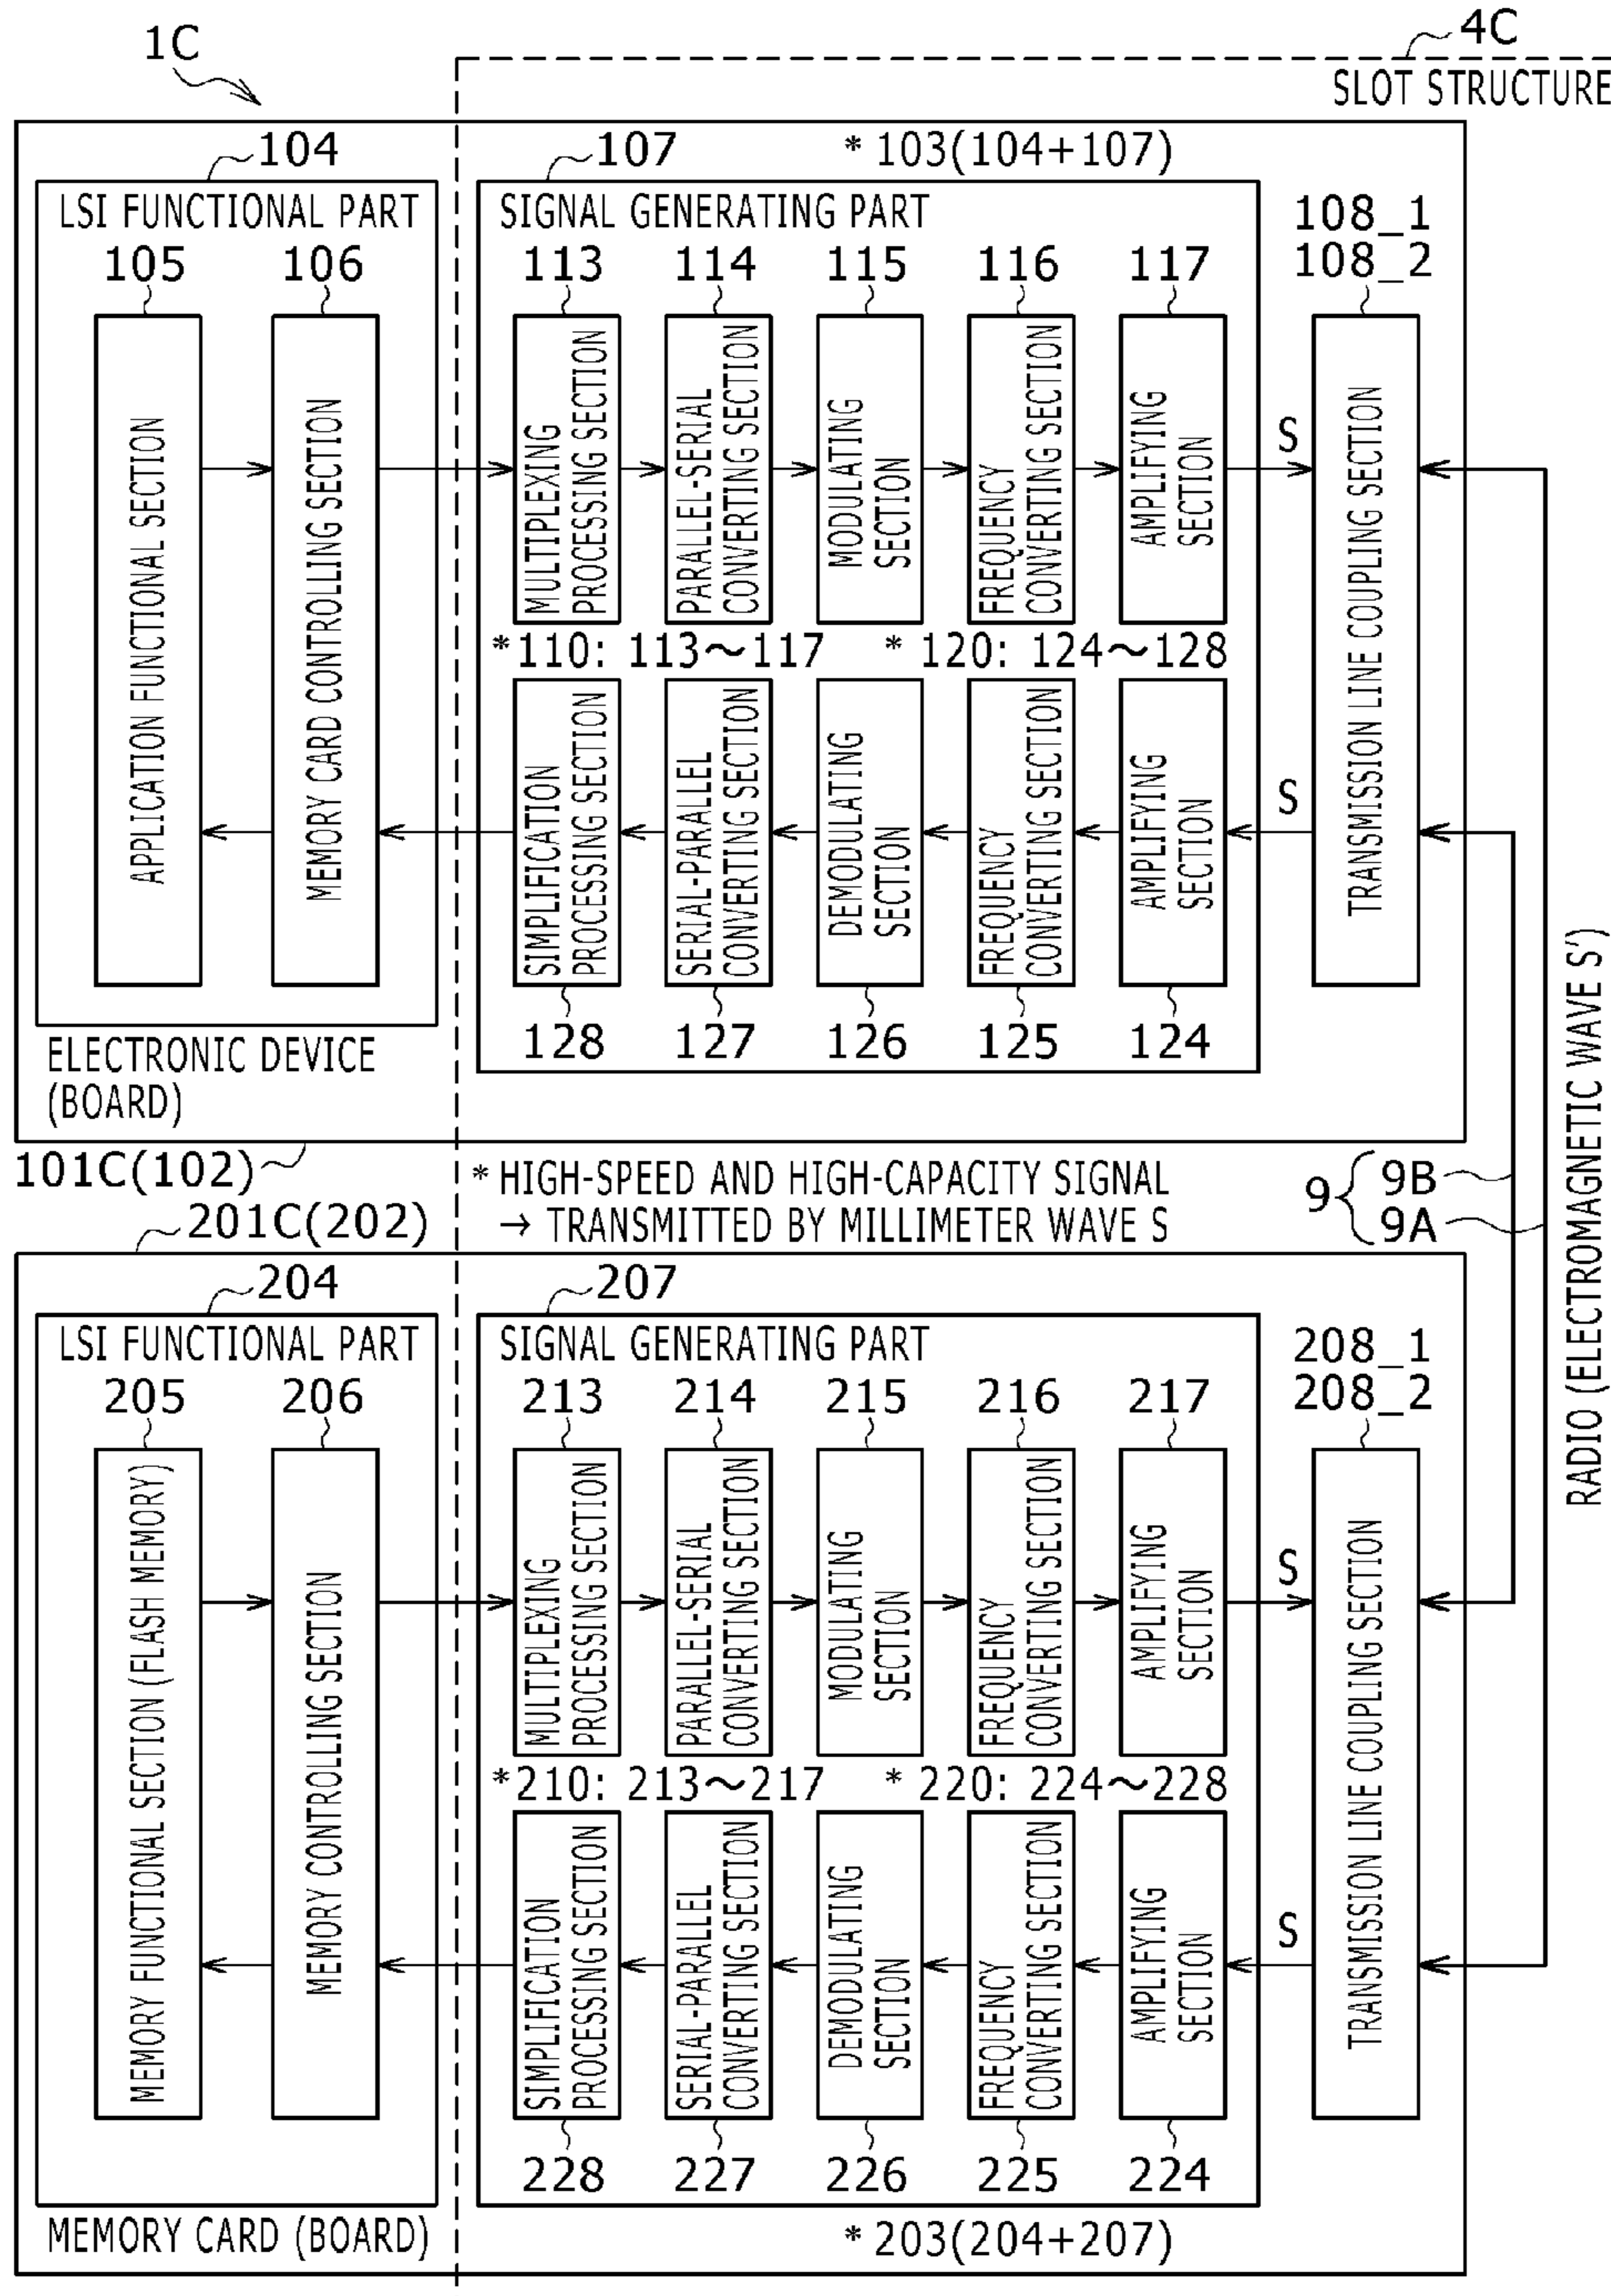 1C
4C
SLOT STRUCTURE
104
107
* 103(104+107)
LSI FUNCTIONAL PART
SIGNAL GENERATING PART
108_1
108_2
105
106
113
114
115
116
117
APPLICATION FUNCTIONAL SECTION
MEMORY CARD CONTROLLING SECTION
MULTIPLEXING
PROCESSING SECTION
PARALLEL-SERIAL
CONVERTING SECTION
MODULATING
SECTION
FREQUENCY
CONVERTING SECTION
AMPLIFYING
SECTION
S
TRANSMISSION LINE COUPLING SECTION
*110: 113～117
* 120: 124～128
SIMPLIFICATION
PROCESSING SECTION
SERIAL-PARALLEL
CONVERTING SECTION
DEMODULATING
SECTION
FREQUENCY
CONVERTING SECTION
AMPLIFYING
SECTION
S
128
127
126
125
124
ELECTRONIC DEVICE
(BOARD)
101C(102)
* HIGH-SPEED AND HIGH-CAPACITY SIGNAL
→ TRANSMITTED BY MILLIMETER WAVE S
9
9B
9A
RADIO (ELECTROMAGNETIC WAVE S')
201C(202)
204
207
LSI FUNCTIONAL PART
SIGNAL GENERATING PART
208_1
208_2
205
206
213
214
215
216
217
MEMORY FUNCTIONAL SECTION (FLASH MEMORY)
MEMORY CONTROLLING SECTION
MULTIPLEXING
PROCESSING SECTION
PARALLEL-SERIAL
CONVERTING SECTION
MODULATING
SECTION
FREQUENCY
CONVERTING SECTION
AMPLIFYING
SECTION
S
TRANSMISSION LINE COUPLING SECTION
*210: 213～217
* 220: 224～228
SIMPLIFICATION
PROCESSING SECTION
SERIAL-PARALLEL
CONVERTING SECTION
DEMODULATING
SECTION
FREQUENCY
CONVERTING SECTION
AMPLIFYING
SECTION
S
228
227
226
225
224
MEMORY CARD (BOARD)
* 203(204+207)